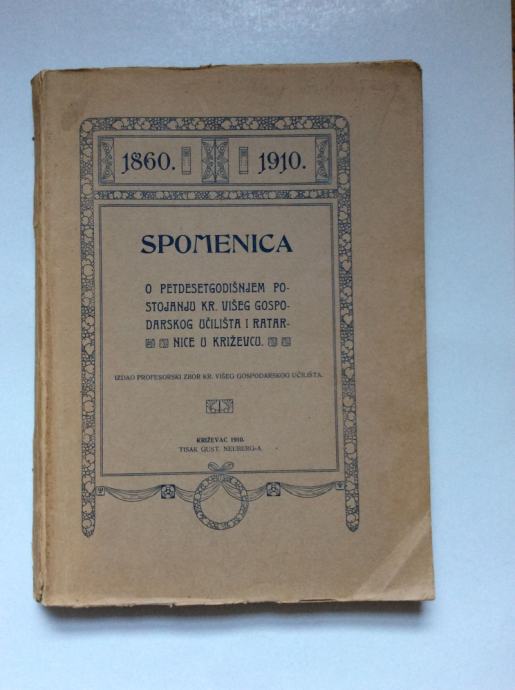 1860. 1910.
SPOMENICA
O PETDESETGODIŠNJEM PO-
STOJANJU KR. VIŠEG GOSPO-
DARSKOG UČILIŠTA I RATAR-
NICE U KRIŽEVCU.
IZDAO PROFESORSKI ZBOR KR. VIŠEG GOSPODARSKOG UČILIŠTA.
KRIŽEVAC 1910.
TISAK GUST. NEUBERG-A.